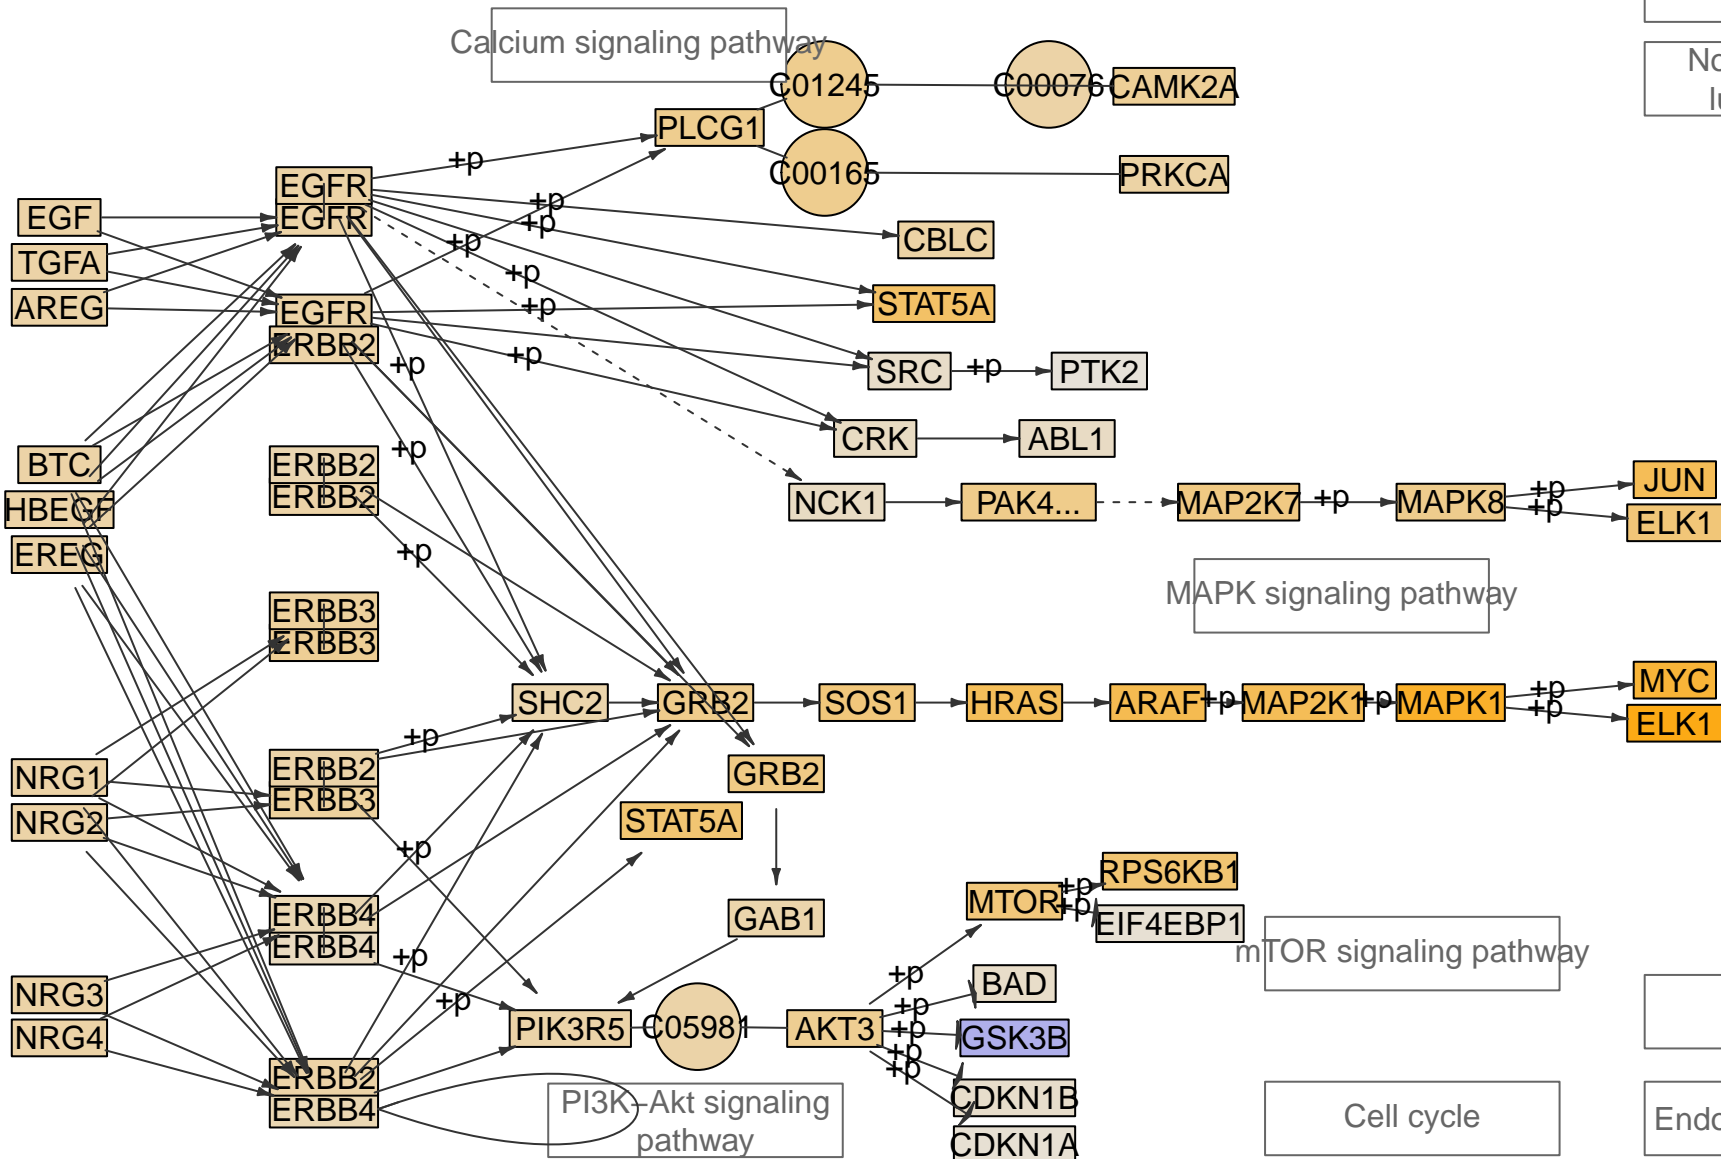 Calcium signaling pathway
C01245
C00076
CAMK2A
PLCG1
C00165
PRKCA
+p
EGFR
EGFR
EGF
TGFA
AREG
+p
+p
+p
+p
CBLC
STAT5A
EGFR
ERBB2
+p
+p
+p
SRC
+p
PTK2
CRK
ABL1
BTC
HBEGF
EREG
ERBB2
ERBB2
+p
+p
NCK1
PAK4...
MAP2K7
+p
MAPK8
+p
+p
JUN
ELK1
MAPK signaling pathway
ERBB3
ERBB3
SHC2
GRB2
SOS1
HRAS
ARAF
+p
MAP2K1
+p
MAPK1
+p
+p
MYC
ELK1
+p
NRG1
NRG2
ERBB2
ERBB3
GRB2
STAT5A
+p
ERBB4
ERBB4
GAB1
MTOR
+p
+p
RPS6KB1
EIF4EBP1
mTOR signaling pathway
+p
+p
NRG3
NRG4
PIK3R5
C05981
AKT3
+p
+p
+p
+p
+p
BAD
GSK3B
CDKN1B
CDKN1A
ERBB2
ERBB4
PI3K-Akt signaling
pathway
Cell cycle